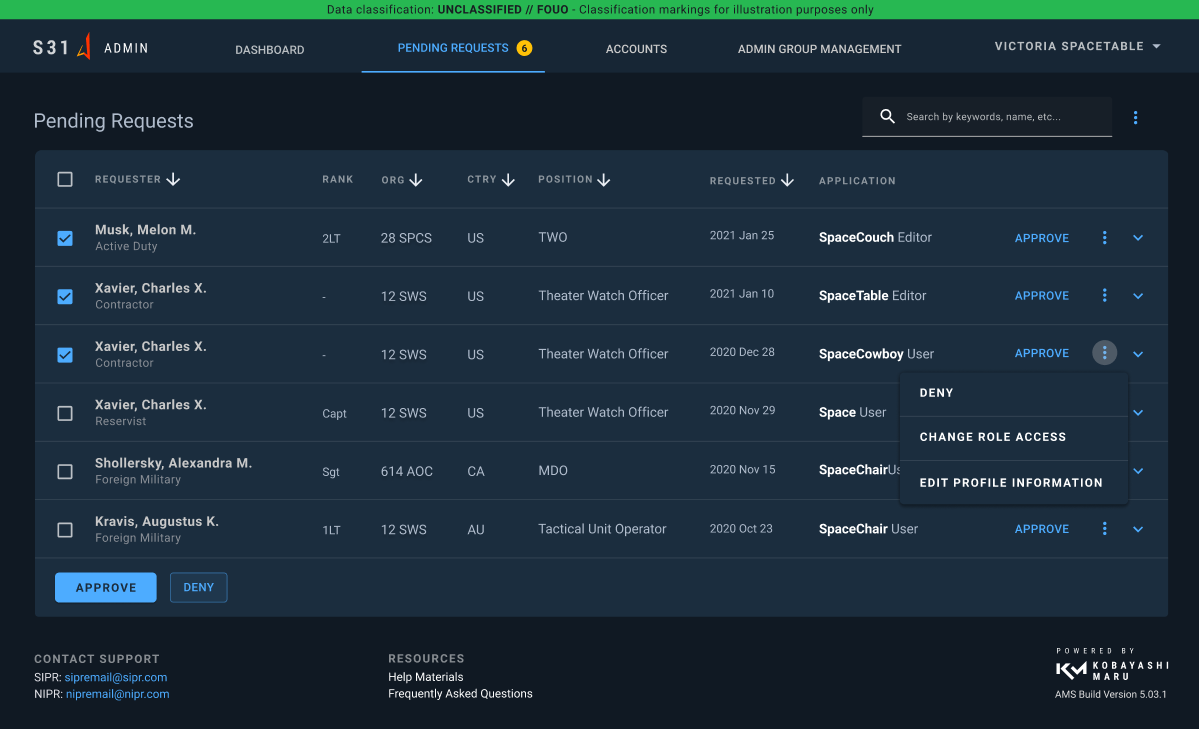 Data classification: UNCLASSIFIED // FOUO - Classification markings for illustration purposes only
S31 ADMIN DASHBOARD PENDING REQUESTS 6 ACCOUNTS ADMIN GROUP MANAGEMENT VICTORIA SPACETABLE
Pending Requests
Search by keywords, name, etc...
REQUESTER RANK ORG CTRY POSITION REQUESTED APPLICATION
Musk, Melon M.
Active Duty
2LT 28 SPCS US TWO 2021 Jan 25 SpaceCouch Editor APPROVE
Xavier, Charles X.
Contractor
- 12 SWS US Theater Watch Officer 2021 Jan 10 SpaceTable Editor APPROVE
Xavier, Charles X.
Contractor
- 12 SWS US Theater Watch Officer 2020 Dec 28 SpaceCowboy User APPROVE
Xavier, Charles X.
Reservist
Capt 12 SWS US Theater Watch Officer 2020 Nov 29 Space User
Shollersky, Alexandra M.
Foreign Military
Sgt 614 AOC CA MDO 2020 Nov 15 SpaceChair Us
DENY
CHANGE ROLE ACCESS
EDIT PROFILE INFORMATION
Kravis, Augustus K.
Foreign Military
1LT 12 SWS AU Tactical Unit Operator 2020 Oct 23 SpaceChair User APPROVE
APPROVE DENY
CONTACT SUPPORT
SIPR: sipremail@sipr.com
NIPR: nipremail@nipr.com
RESOURCES
Help Materials
Frequently Asked Questions
POWERED BY
KM KOBAYASHI
MARU
AMS Build Version 5.03.1